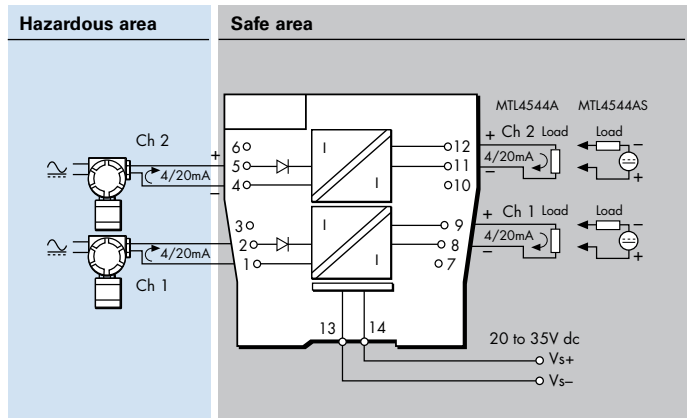 Hazardous area
Safe area
MTL4544A MTL4544AS
Ch 2
+
6
5
4/20mA
4
–
I
I
12
11
10
+ Ch 2 Load
4/20mA
–
Load
–
+
3
2
4/20mA
1
Ch 1
I
I
9
8
7
+ Ch 1 Load
4/20mA
–
Load
–
+
13 14
20 to 35V dc
Vs+
Vs–